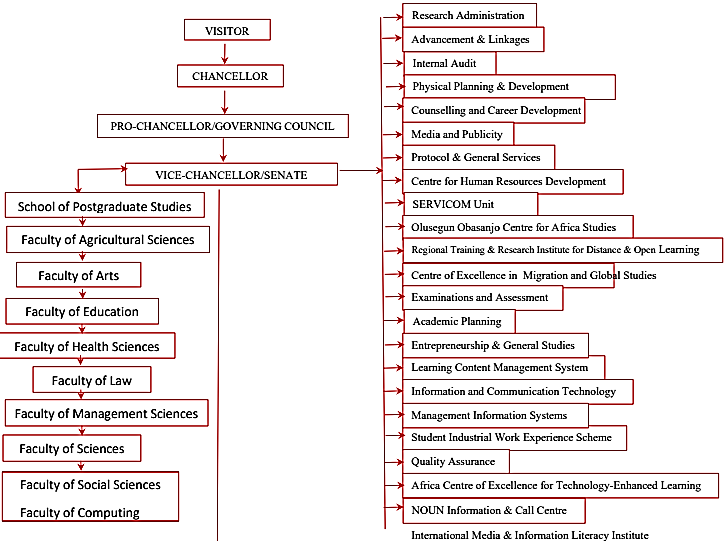 VISITOR
CHANCELLOR
PRO-CHANCELLOR/GOVERNING COUNCIL
VICE-CHANCELLOR/SENATE
School of Postgraduate Studies
Faculty of Agricultural Sciences
Faculty of Arts
Faculty of Education
Faculty of Health Sciences
Faculty of Law
Faculty of Management Sciences
Faculty of Sciences
Faculty of Social Sciences
Faculty of Computing
Research Administration
Advancement & Linkages
Internal Audit
Physical Planning & Development
Counselling and Career Development
Media and Publicity
Protocol & General Services
Centre for Human Resources Development
SERVICOM Unit
Olusegun Obasanjo Centre for Africa Studies
Regional Training & Research Institute for Distance & Open Learning
Centre of Excellence in Migration and Global Studies
Examinations and Assessment
Academic Planning
Entrepreneurship & General Studies
Learning Content Management System
Information and Communication Technology
Management Information Systems
Student Industrial Work Experience Scheme
Quality Assurance
Africa Centre of Excellence for Technology-Enhanced Learning
NOUN Information & Call Centre
International Media & Information Literacy Institute